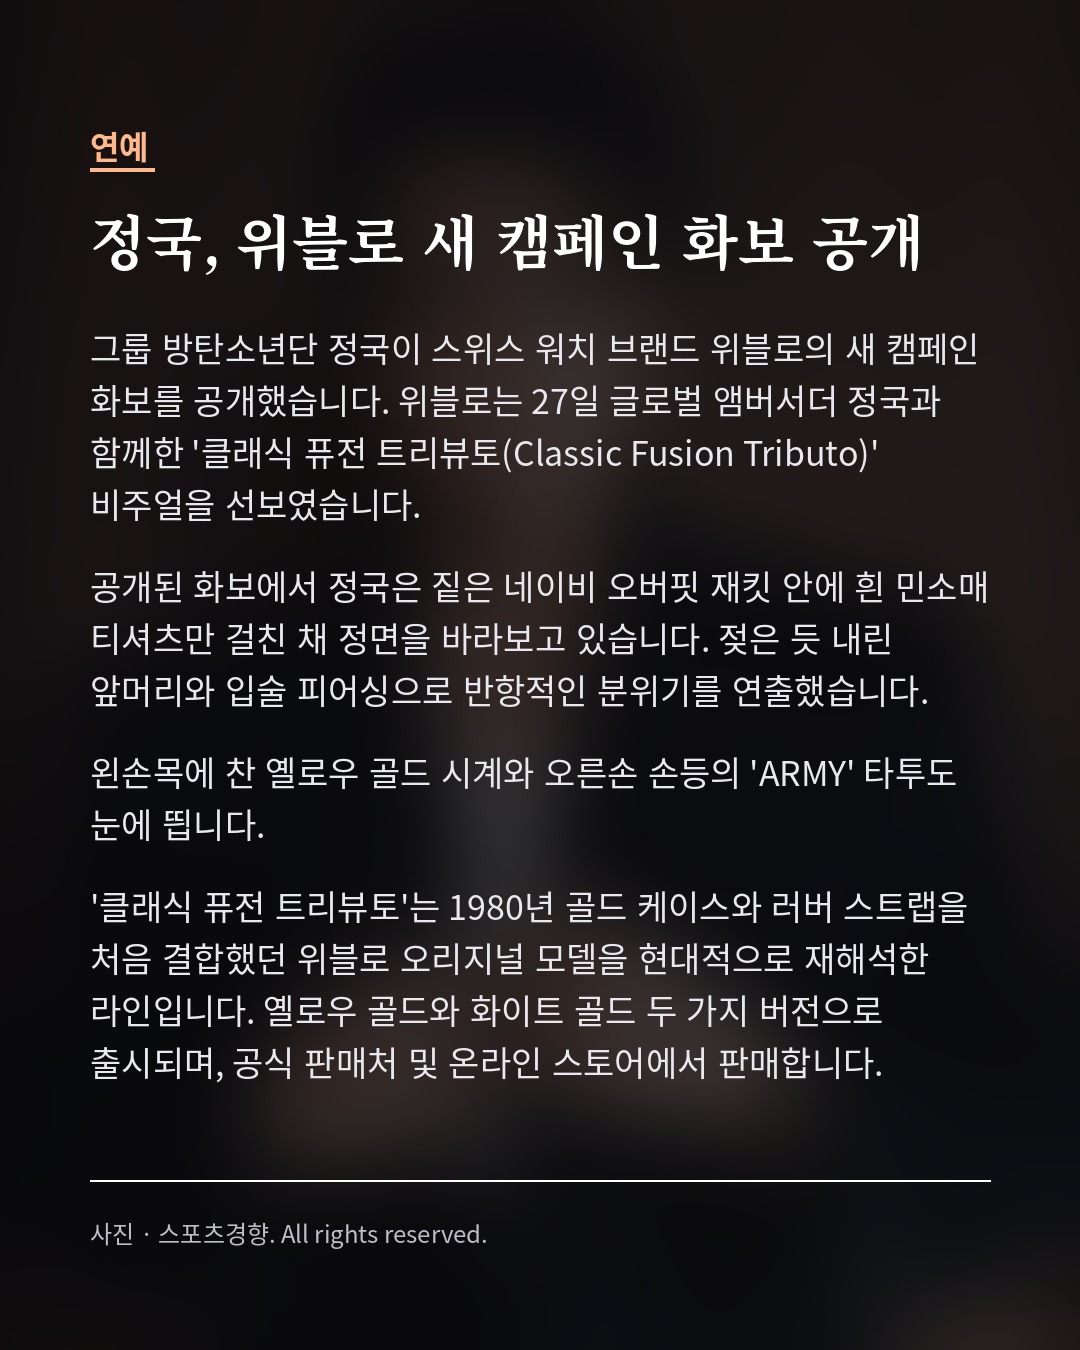 연예
정국, 위블로 새 캠페인 화보 공개
그룹 방탄소년단 정국이 스위스 워치 브랜드 위블로의 새 캠페인
화보를 공개했습니다. 위블로는 27일 글로벌 앰버서더 정국과
함께한 '클래식 퓨전 트리뷰토(Classic Fusion Tributo)'
비주얼을 선보였습니다.
공개된 화보에서 정국은 짙은 네이비 오버핏 재킷 안에 흰 민소매
티셔츠만 걸친 채 정면을 바라보고 있습니다. 젖은 듯 내린
앞머리와 입술 피어싱으로 반항적인 분위기를 연출했습니다.
왼손목에 찬 옐로우 골드 시계와 오른손 손등의 'ARMY' 타투도
눈에 띕니다.
'클래식 퓨전 트리뷰토'는 1980년 골드 케이스와 러버 스트랩을
처음 결합했던 위블로 오리지널 모델을 현대적으로 재해석한
라인입니다. 옐로우 골드와 화이트 골드 두 가지 버전으로
출시되며, 공식 판매처 및 온라인 스토어에서 판매합니다.
사진 · 스포츠경향. All rights reserved.